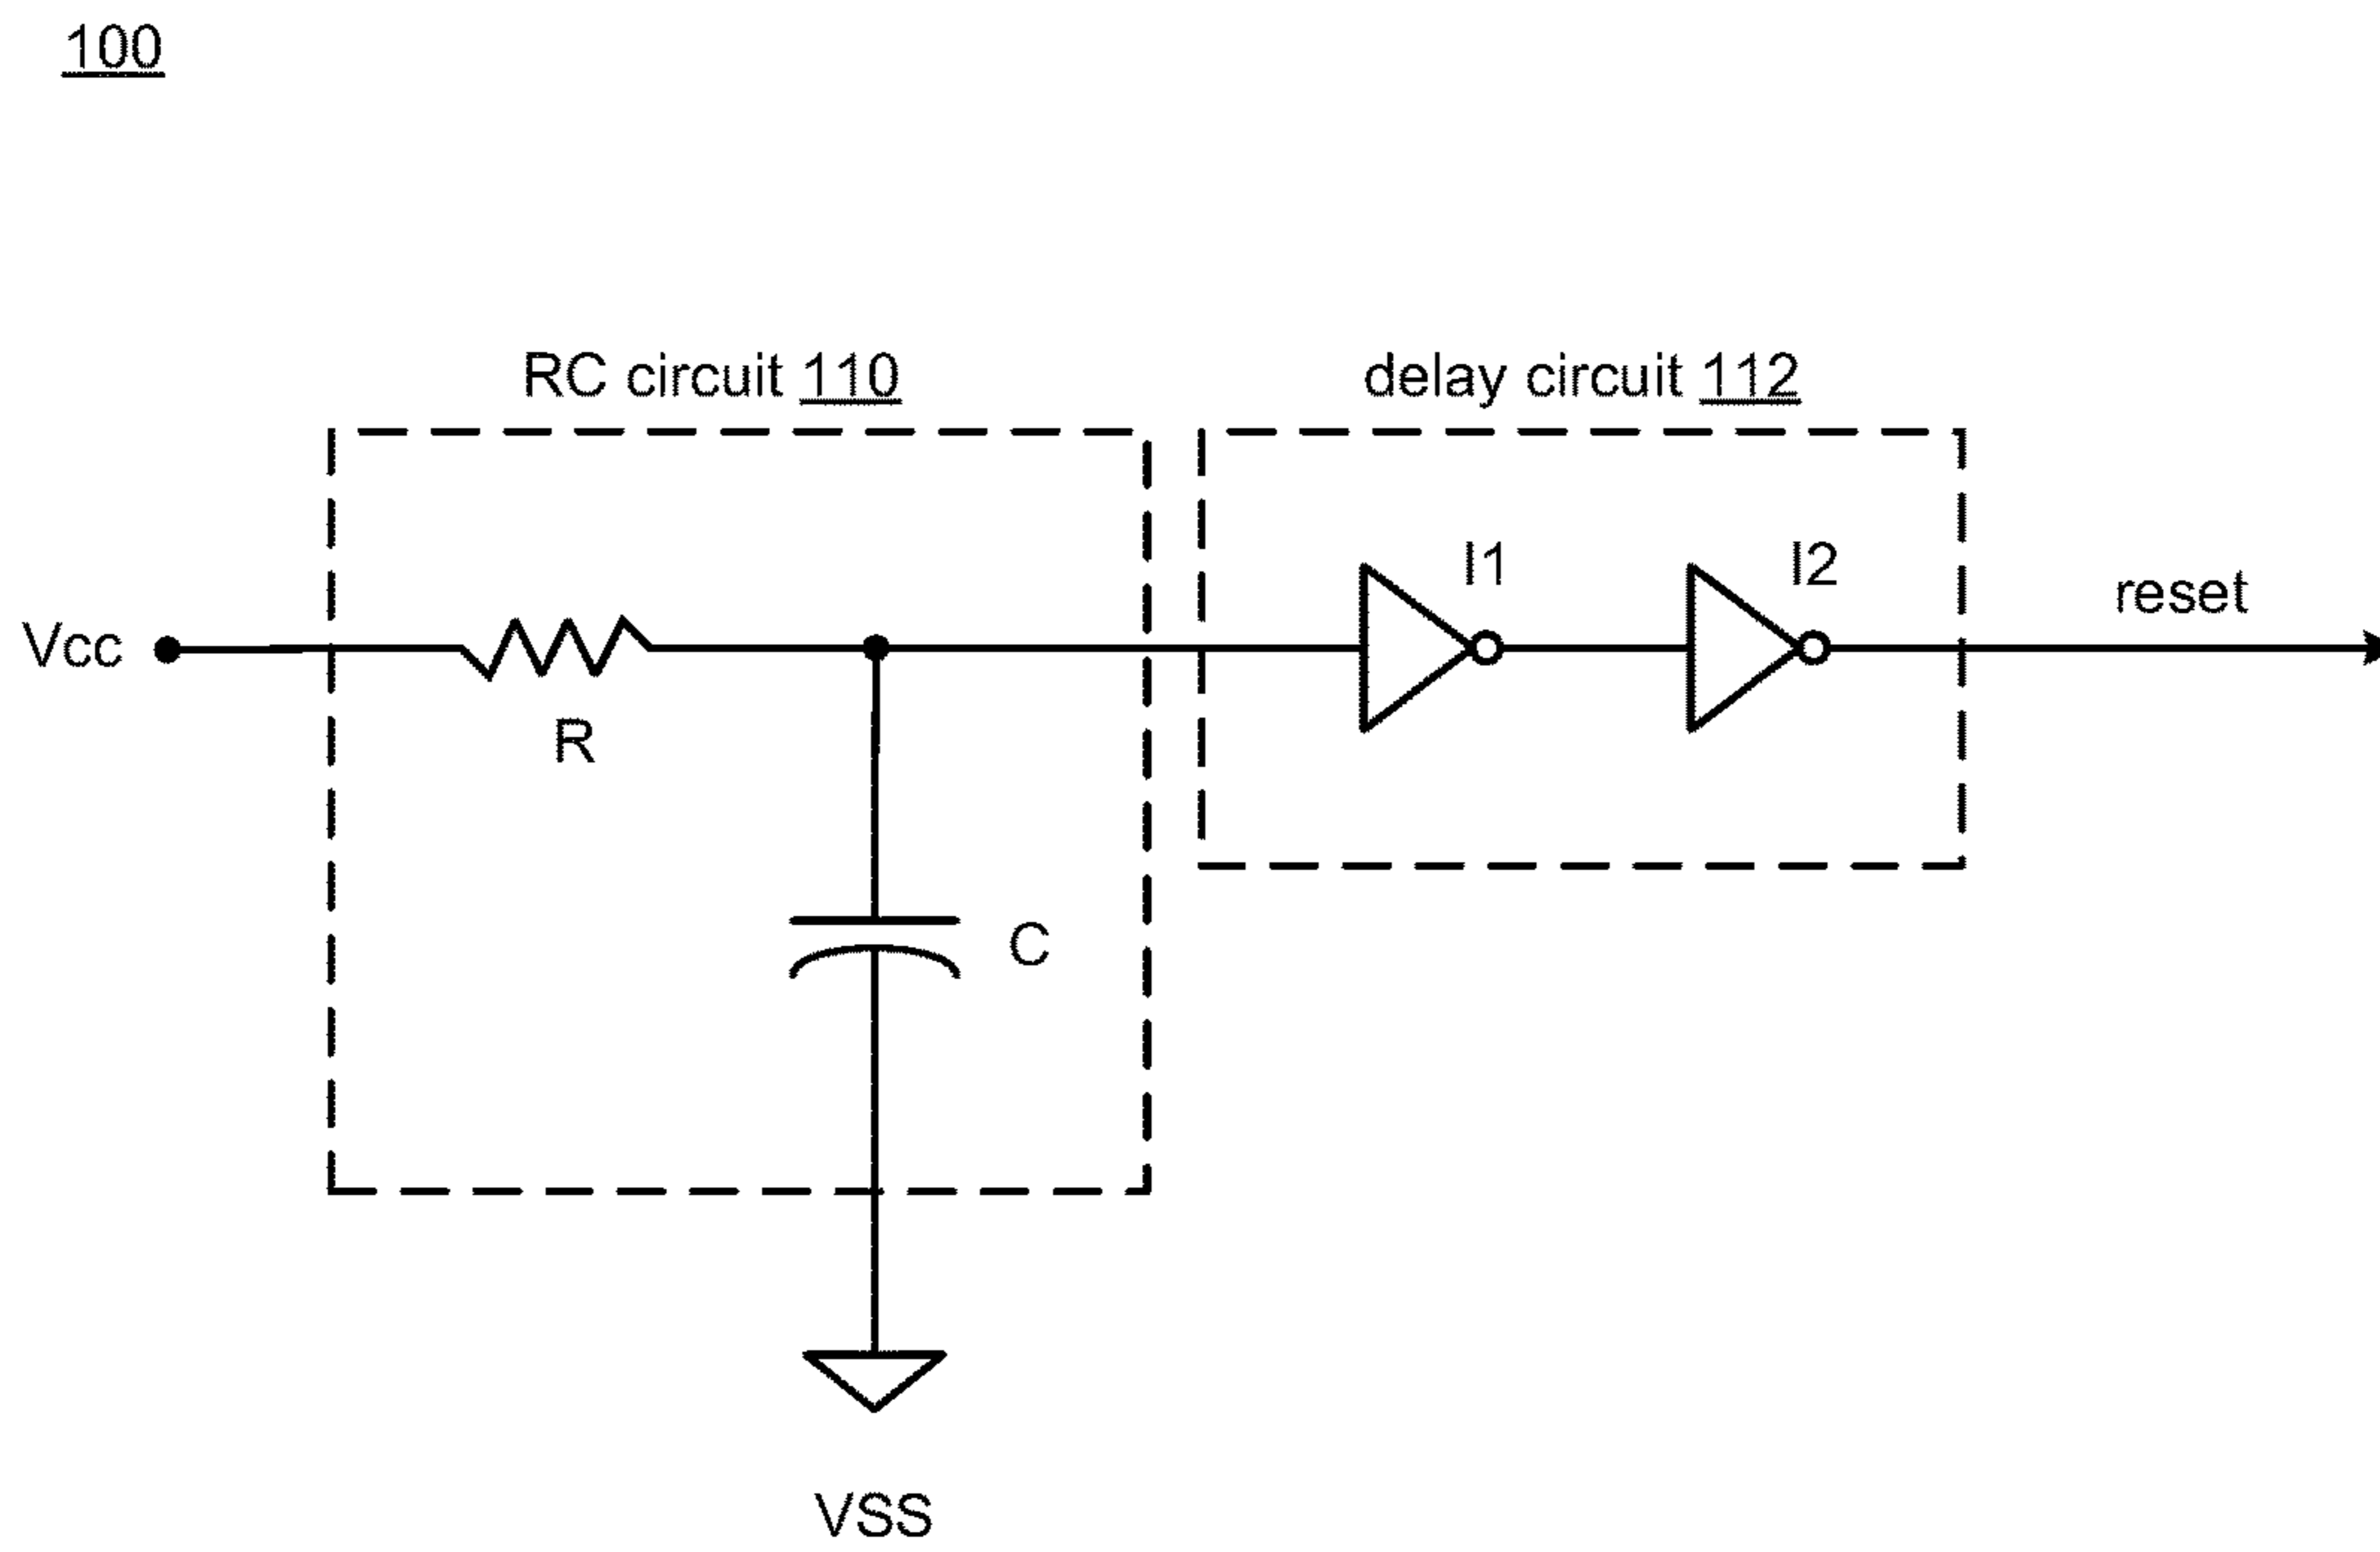 100
RC circuit 110
delay circuit 112
I1
I2
reset
Vcc
R
C
VSS